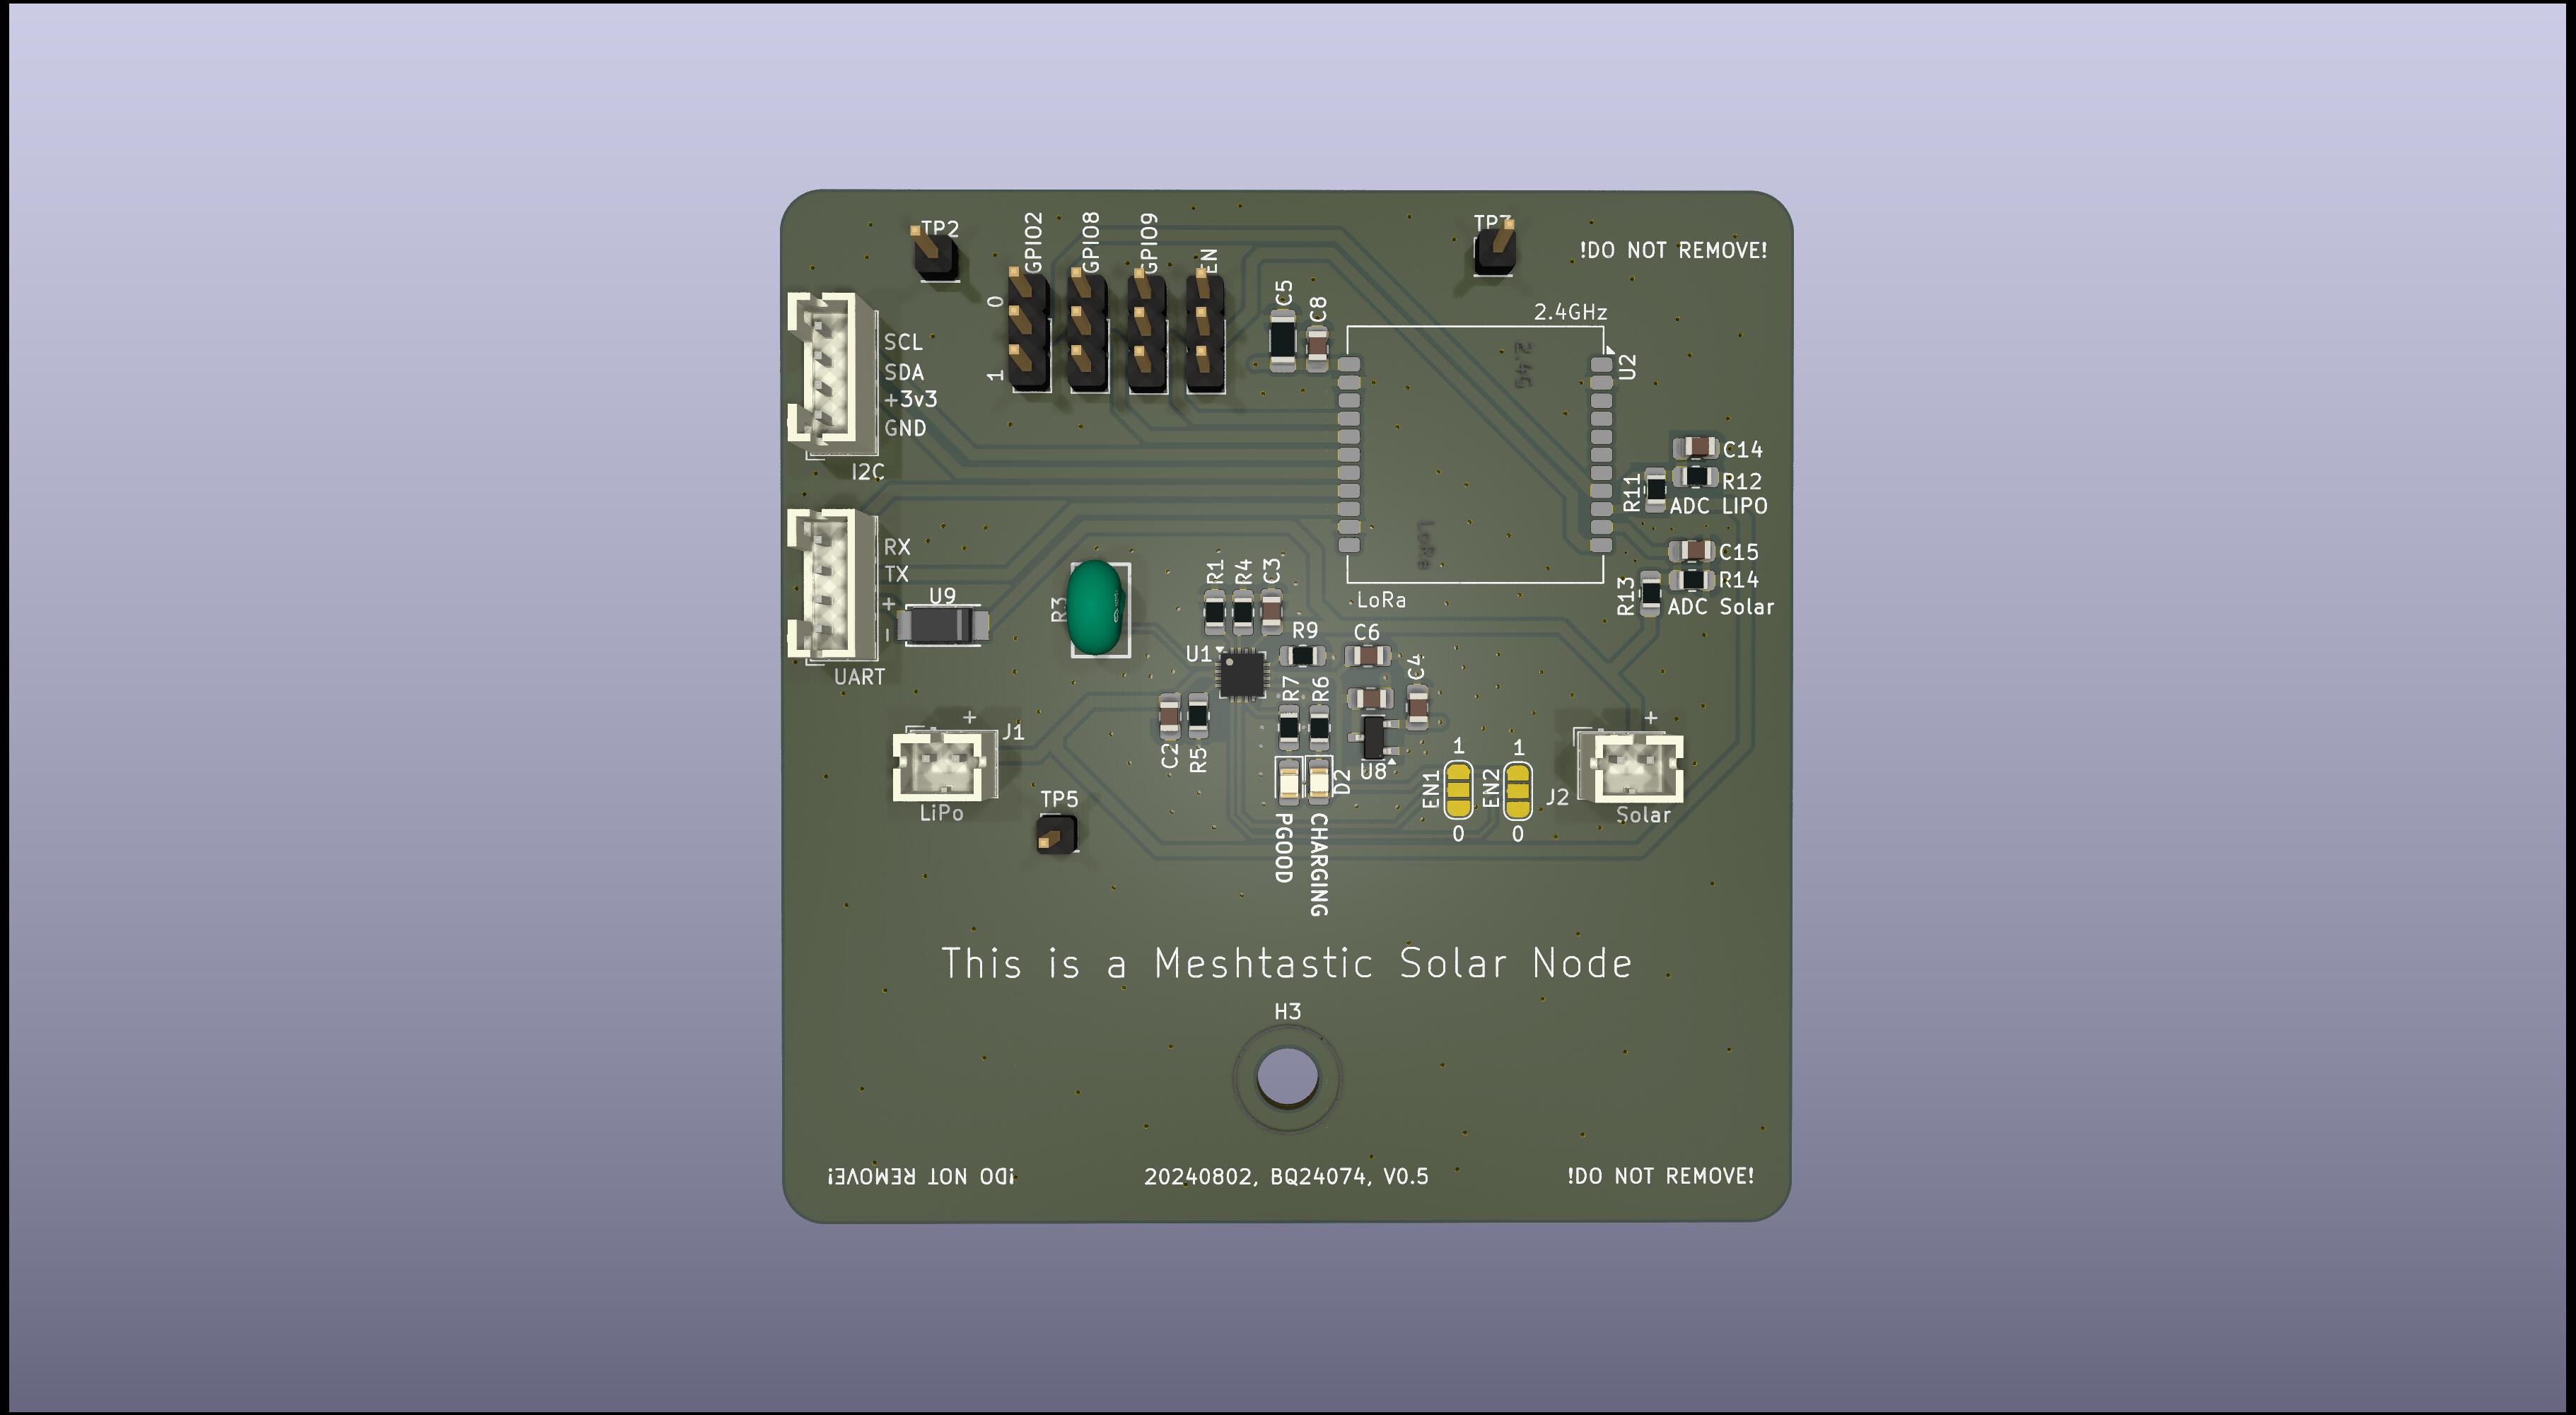 TP2
GPIO2
GPIO8
GPIO9
EN
0
1
TP7
!DO NOT REMOVE!
2.4GHz
2.4G
U2
C5
C8
SCL
SDA
+3v3
GND
I2C
C14
R12
R11
ADC LIPO
C15
R14
R13
ADC Solar
LoRa
LoRa
RX
TX
+
-
U9
UART
R3
R1
R4
C3
U1
R9
C6
R7
R6
C4
C2
R5
U8
D2
+
J1
LiPo
TP5
PGOOD
CHARGING
1
EN1
0
1
EN2
0
+
J2
Solar
This is a Meshtastic Solar Node
H3
!DO NOT REMOVE!
20240802, BQ24074, V0.5
!DO NOT REMOVE!